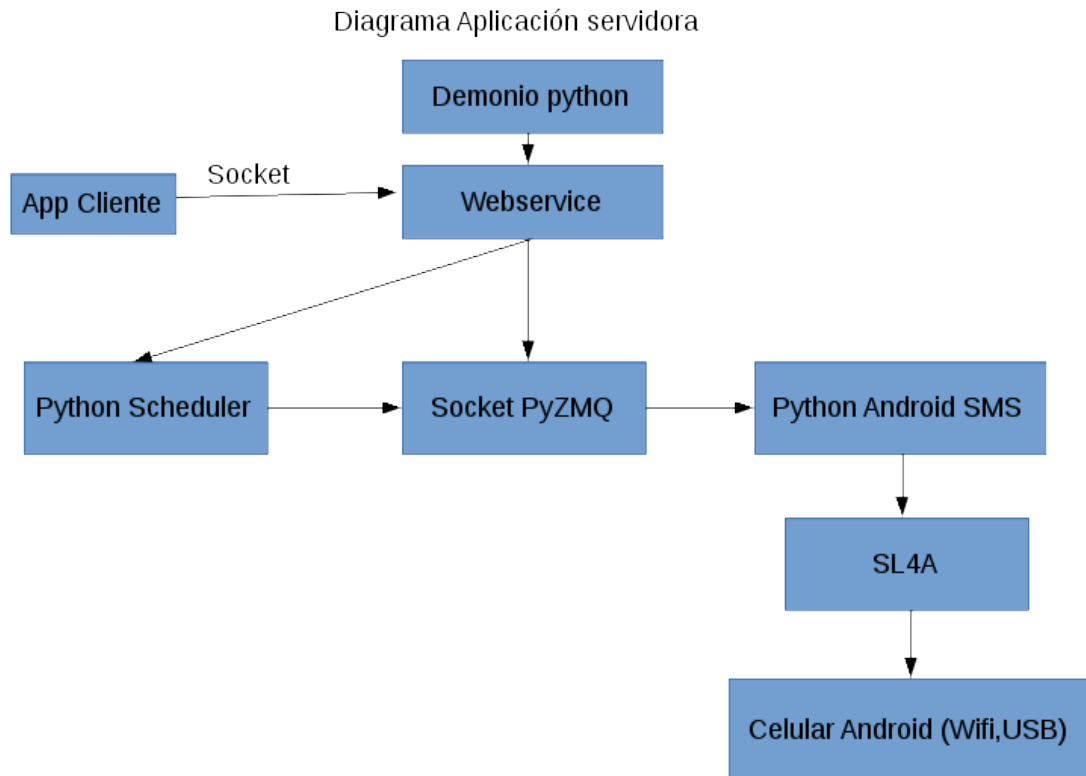 Diagrama Aplicación servidora
Demonio python
Socket
App Cliente
Webservice
Python Scheduler
Socket PyZMQ
Python Android SMS
SL4A
Celular Android (Wifi,USB)